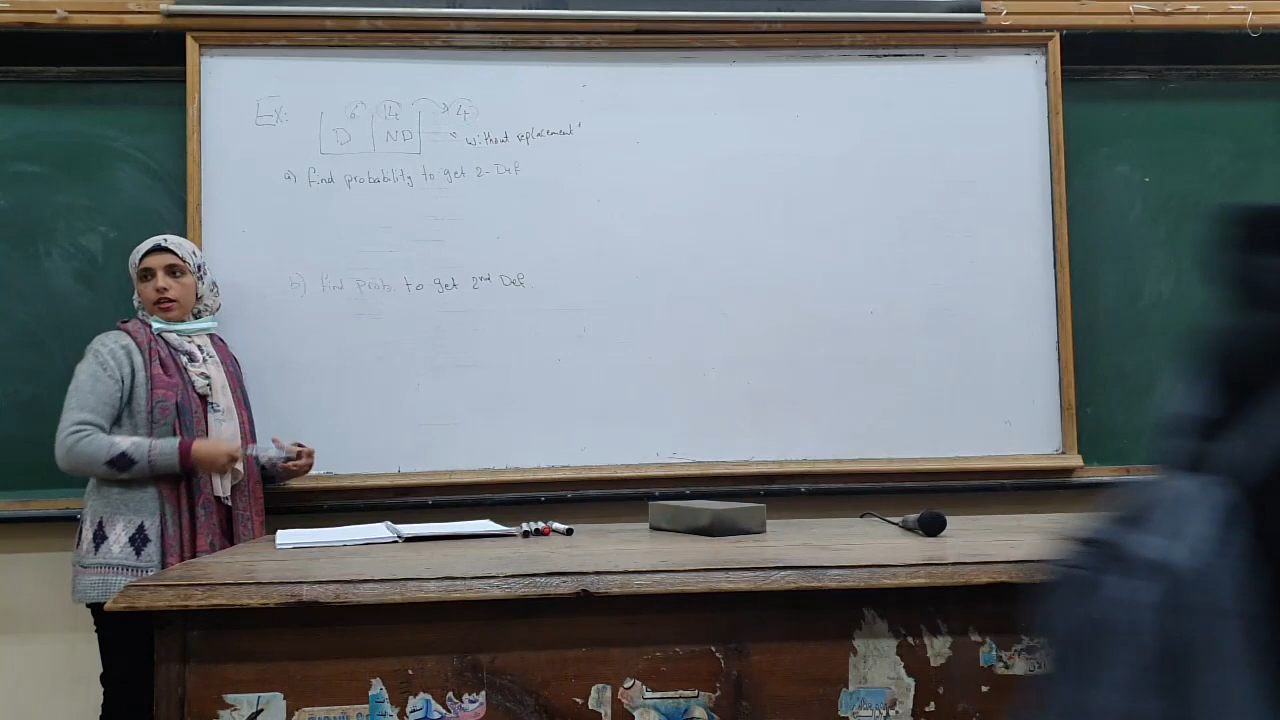 Ex:
6 14 4
D ND "without replacement"
a) Find probability to get 2-Def
b) Find prob. to get 2nd Def.